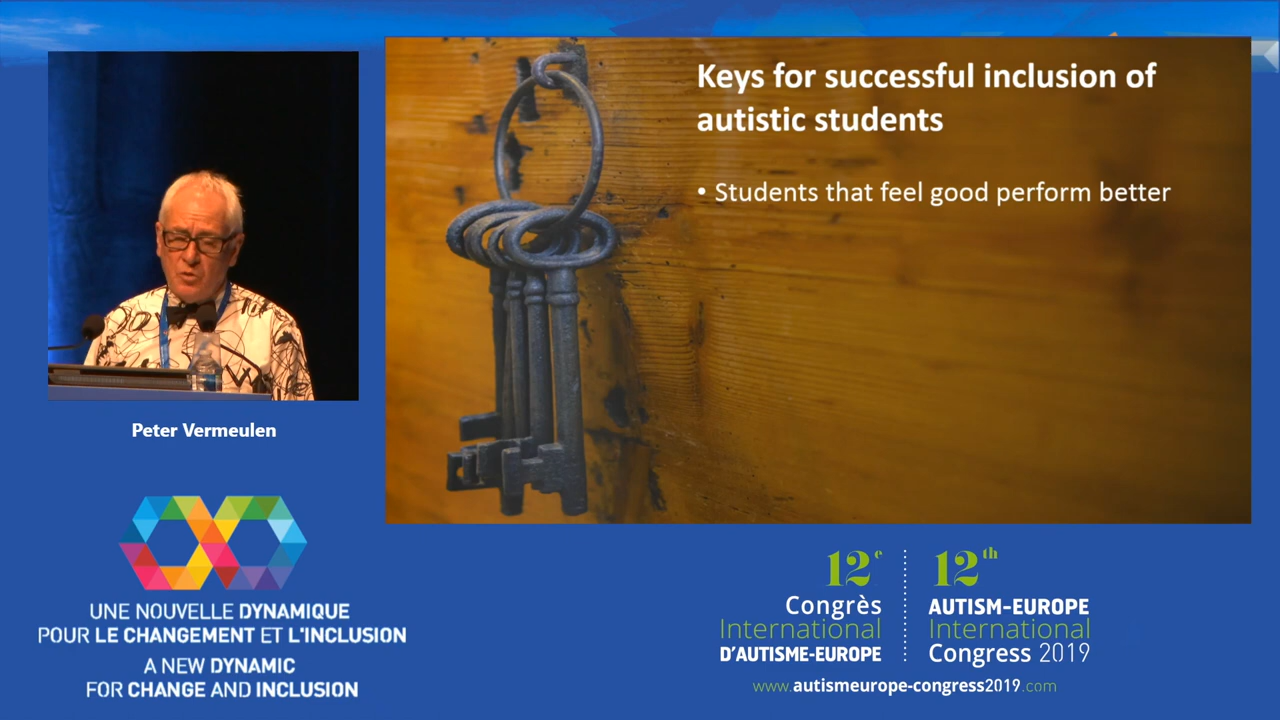 Keys for successful inclusion of
autistic students
• Students that feel good perform better
Peter Vermeulen
UNE NOUVELLE DYNAMIQUE
POUR LE CHANGEMENT ET L'INCLUSION
A NEW DYNAMIC
FOR CHANGE AND INCLUSION
12e
Congrès
International
D'AUTISME-EUROPE
12th
AUTISM-EUROPE
International
Congress 2019
www.autismeurope-congress2019.com